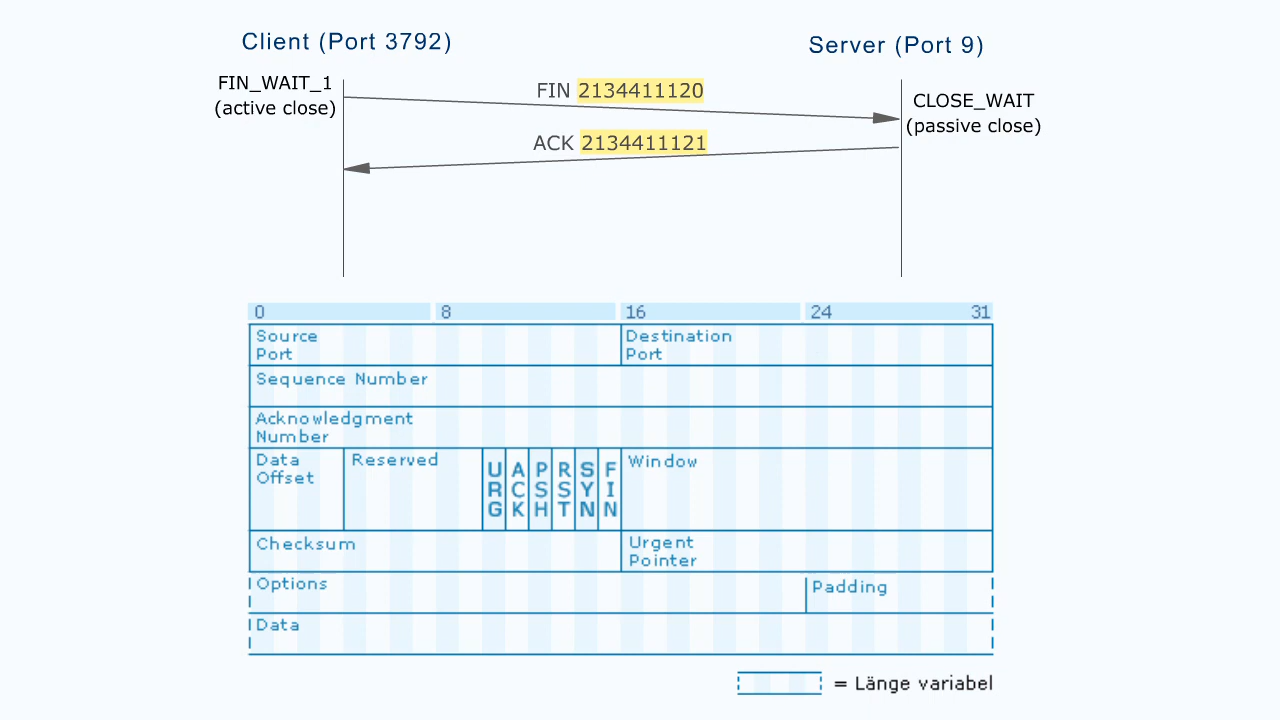 Client (Port 3792)
Server (Port 9)
FIN_WAIT_1
(active close)
FIN 2134411120
CLOSE_WAIT
(passive close)
ACK 2134411121
0 8 16 24 31
Source
Port
Destination
Port
Sequence Number
Acknowledgment
Number
Data
Offset
Reserved
URG
ACK
PSH
RST
SYN
FIN
Window
Checksum
Urgent
Pointer
Options
Padding
Data
= Länge variabel